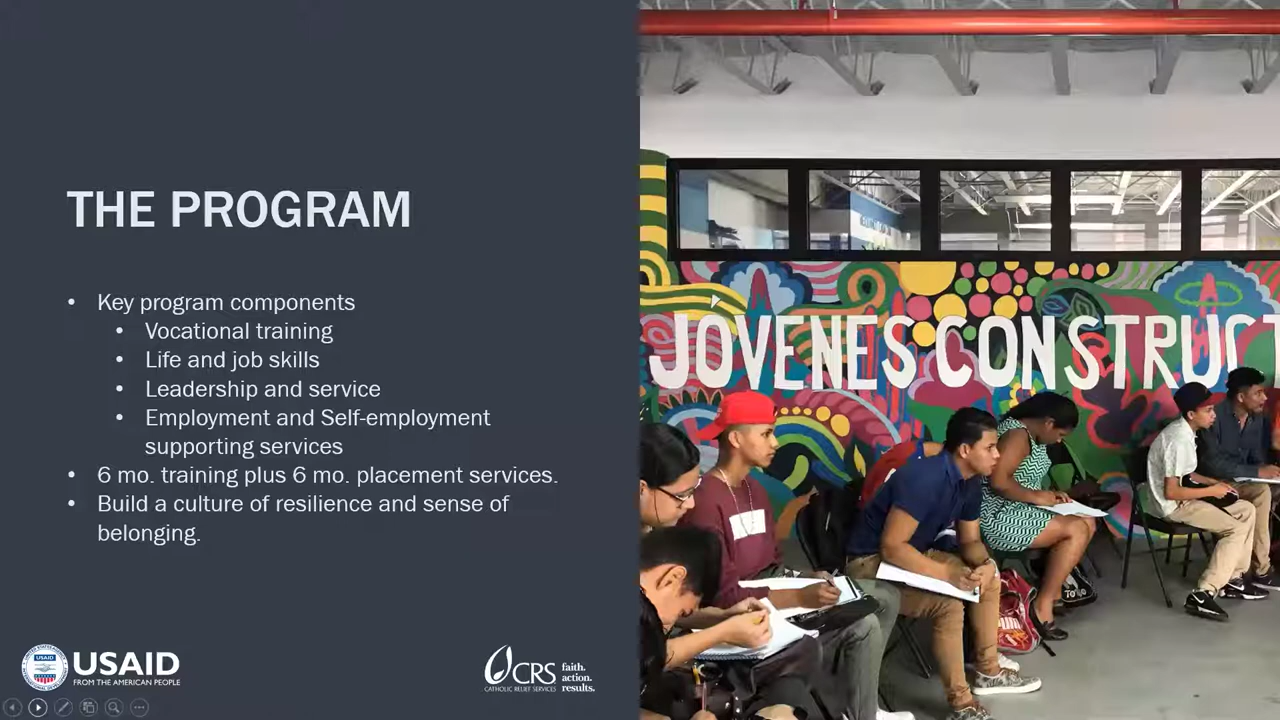 THE PROGRAM
• Key program components
• Vocational training
• Life and job skills
• Leadership and service
• Employment and Self-employment
supporting services
• 6 mo. training plus 6 mo. placement services.
• Build a culture of resilience and sense of
belonging.
USAID
FROM THE AMERICAN PEOPLE
CRS
CATHOLIC RELIEF SERVICES
faith.
action.
results.
JÓVENES CONSTRUCT